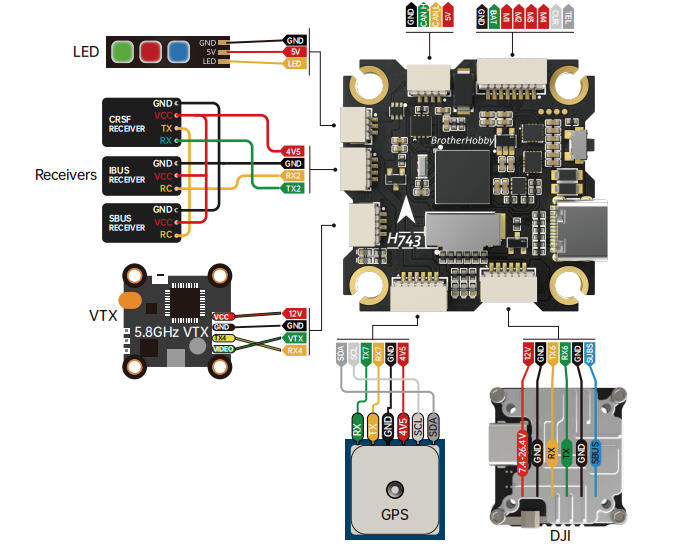 GND
CAN1
CAN1
5V
GND
BAT
M1
M2
M3
M4
CUR
TEL
LED
GND
5V
LED
GND
5V
LED
BrotherHobby
H743
Receivers
CRSF
RECEIVER
GND
VCC
TX
RX
IBUS
RECEIVER
GND
VCC
RC
SBUS
RECEIVER
GND
VCC
RC
4V5
GND
RX2
TX2
VTX
5.8GHz VTX
VCC
GND
TX4
VIDEO
12V
GND
VTX
RX4
SDA
SCL
TX7
RX7
GND
4V5
RX
TX
GND
4V5
SCL
SDA
GPS
12V
GND
TX6
RX6
GND
SUBS
7.4-26.4V
GND
RX
TX
GND
SBUS
DJI